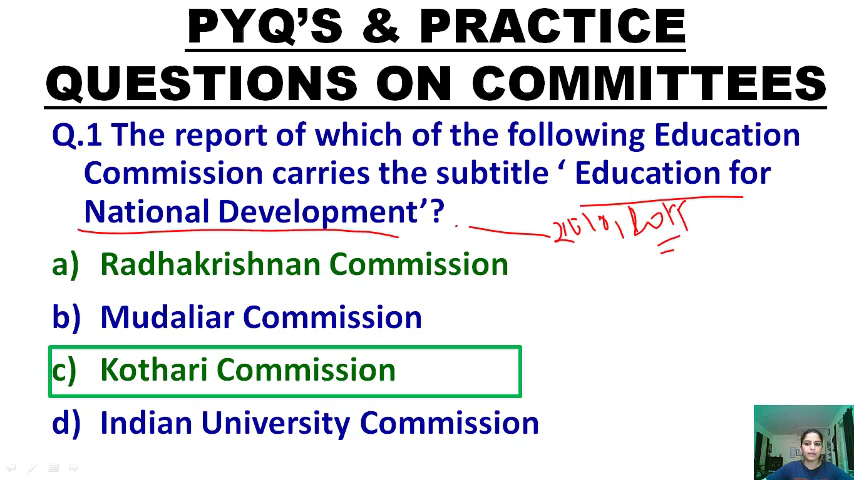 PYQ'S & PRACTICE
QUESTIONS ON COMMITTEES
Q.1 The report of which of the following Education
Commission carries the subtitle ‘ Education for
National Development’?
a) Radhakrishnan Commission
b) Mudaliar Commission
c) Kothari Commission
d) Indian University Commission